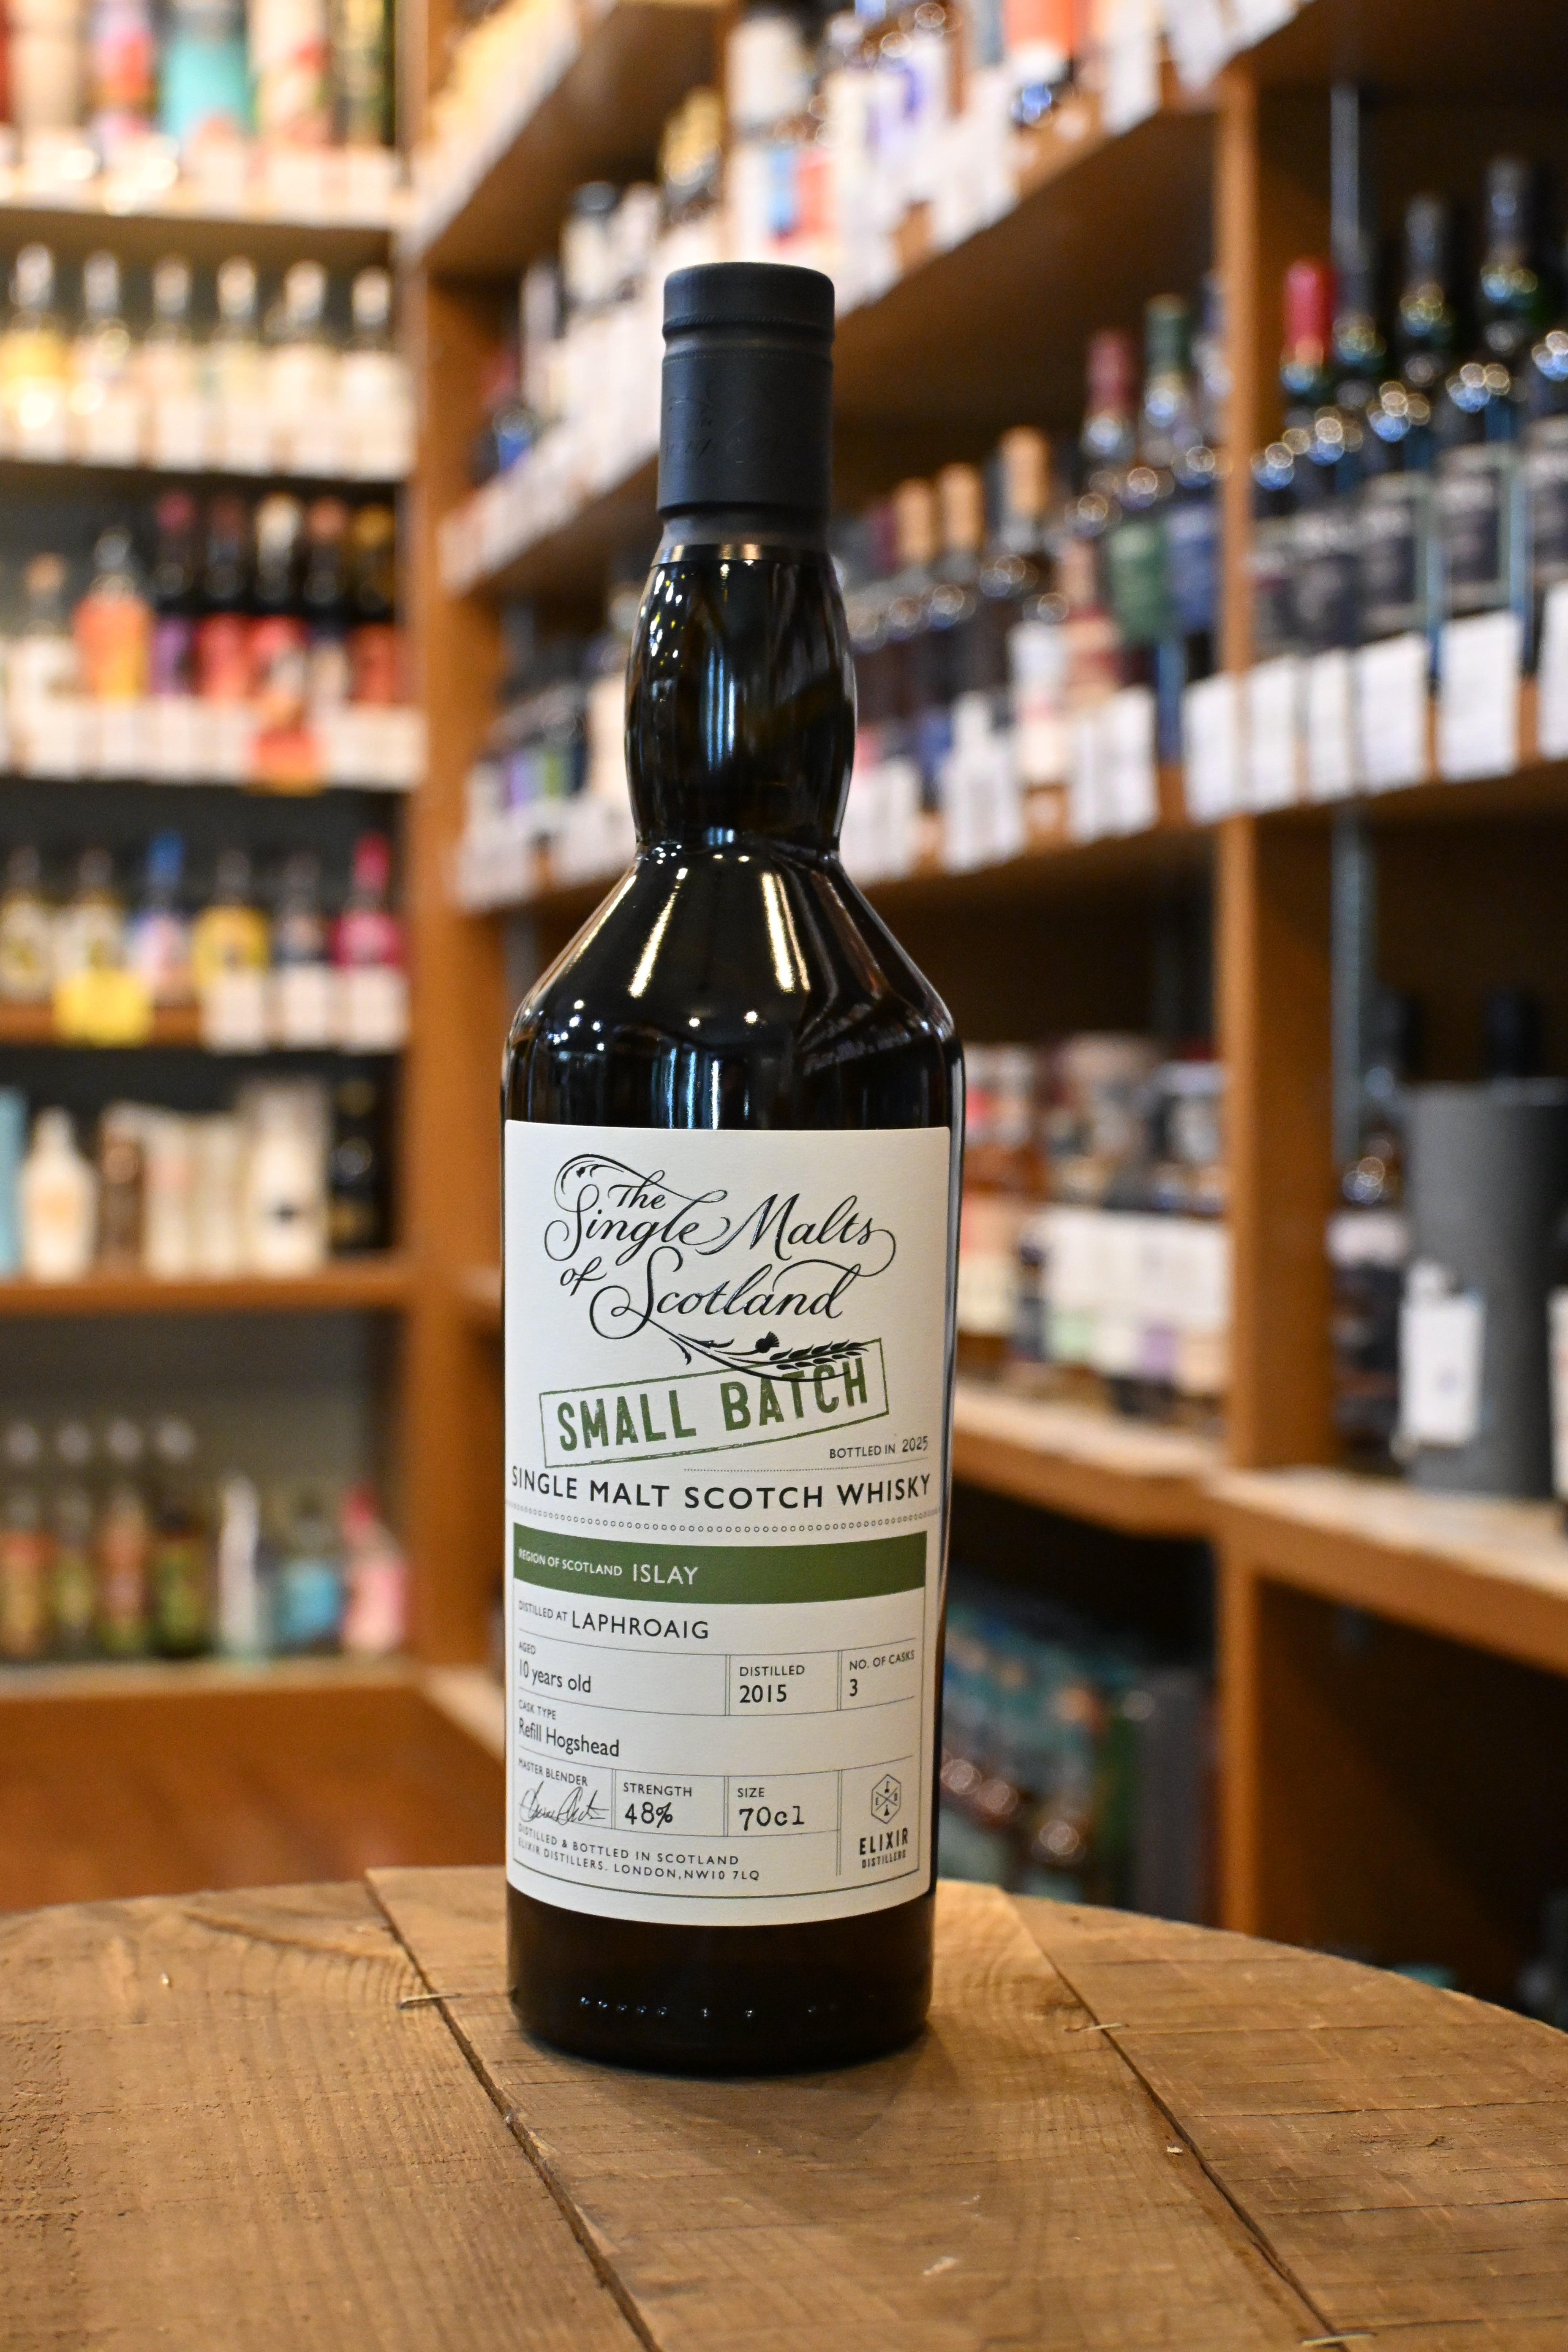 The
Single Malts
of Scotland
SMALL BATCH
BOTTLED IN 2025
SINGLE MALT SCOTCH WHISKY
REGION OF SCOTLAND ISLAY
DISTILLED AT LAPHROAIG
AGED
10 years old
DISTILLED
2015
NO. OF CASKS
3
CASK TYPE
Refill Hogshead
MASTER BLENDER
STRENGTH
48%
SIZE
70cl
ELIXIR
DISTILLERS
DISTILLED & BOTTLED IN SCOTLAND
ELIXIR DISTILLERS. LONDON,NW10 7LQ